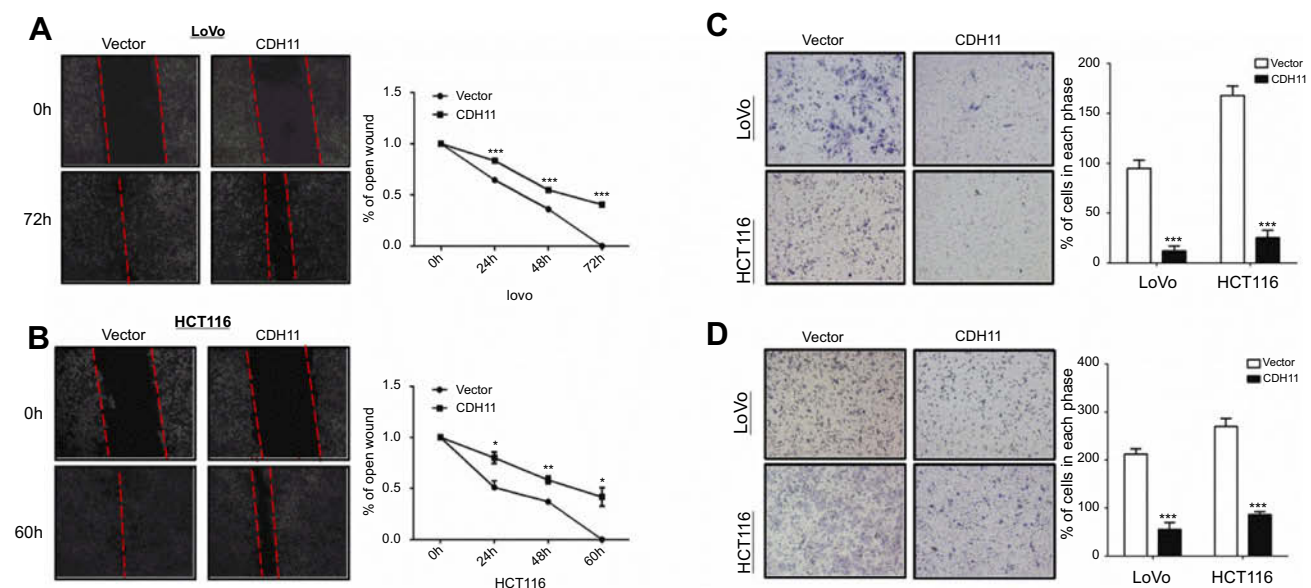 A
LoVo
Vector
CDH11
0h
72h
Vector
CDH11
% of open wound
1.5
1.0
0.5
0.0
***
***
***
0h
24h
48h
72h
lovo
B
HCT116
Vector
CDH11
0h
60h
Vector
CDH11
% of open wound
1.5
1.0
0.5
0.0
*
**
*
0h
24h
48h
60h
HCT116
C
Vector
CDH11
LoVo
HCT116
% of cells in each phase
200
150
100
50
0
Vector
CDH11
***
***
LoVo
HCT116
D
Vector
CDH11
LoVo
HCT116
% of cells in each phase
400
300
200
100
0
Vector
CDH11
***
***
LoVo
HCT116